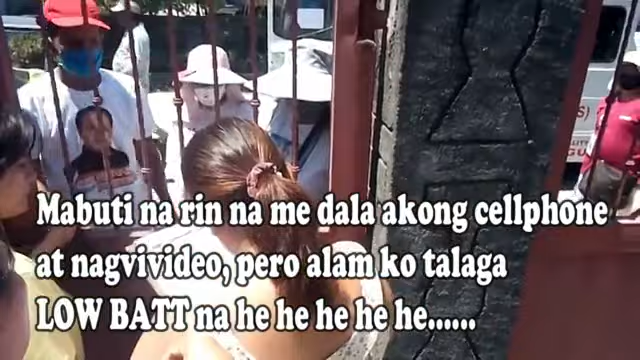 Mabuti na rin na me dala akong cellphone
at nagvivideo, pero alam ko talaga
LOW BATT na he he he he he......